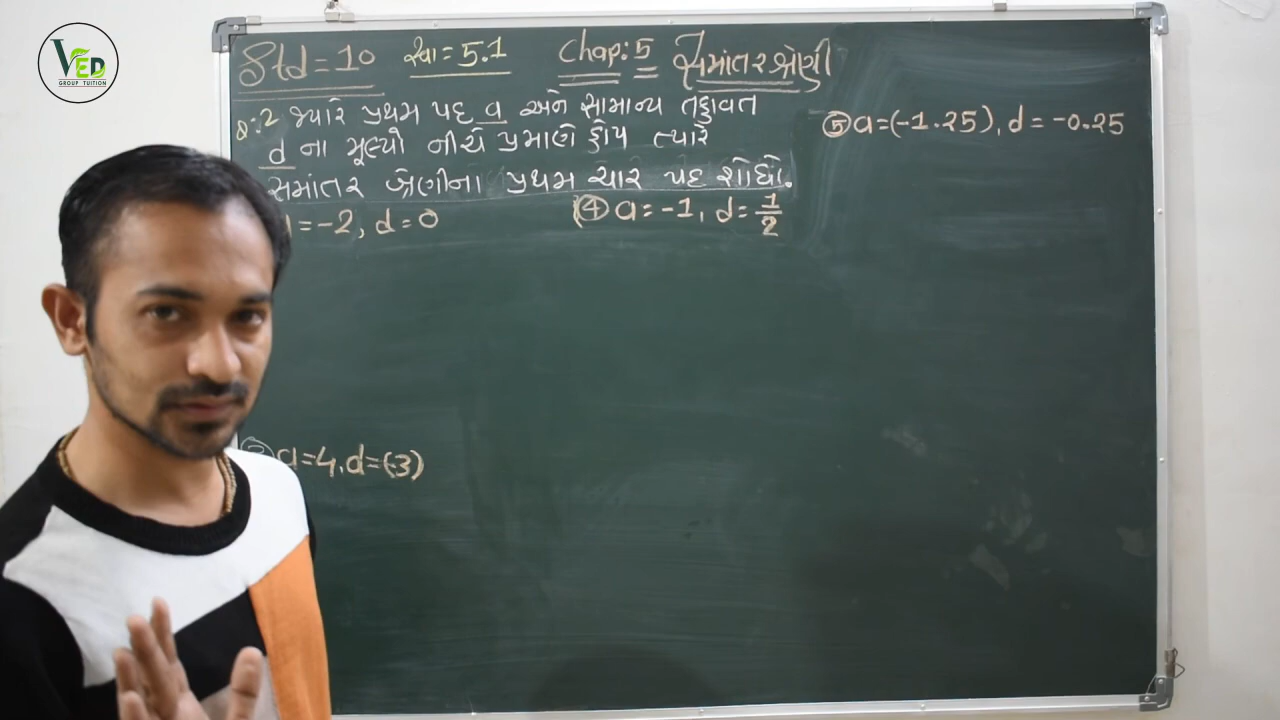 VED
GROUP TUITION
Std = 10 સ્વા = 5.1 Chap: 5 સમાંતર શ્રેણી
Q:2 જ્યારે પ્રથમ પદ a અને સામાન્ય તફાવત
d ના મૂલ્યો નીચે પ્રમાણે હોય ત્યારે
સમાંતર શ્રેણીના પ્રથમ ચાર પદ શોધો.
= -2, d = 0
④ a = -1, d = 1/2
a = 4, d = (-3)
⑤ a = (-1.25), d = -0.25